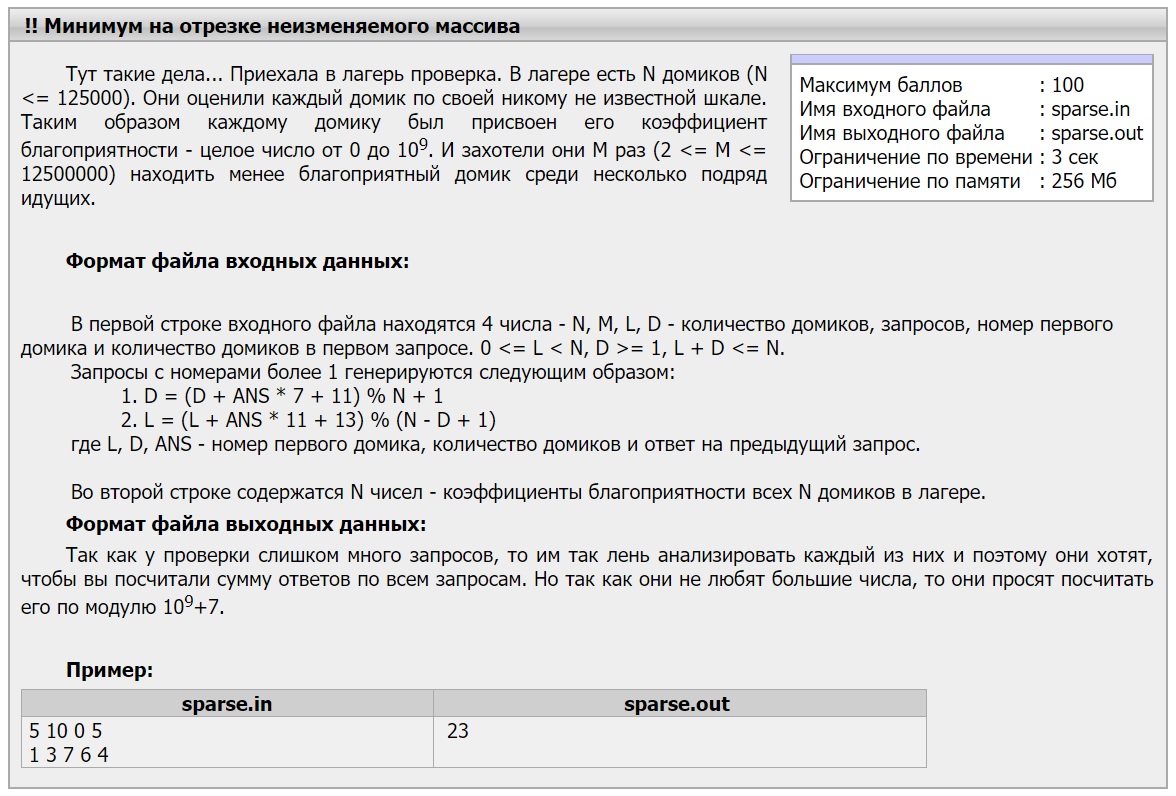 !! Минимум на отрезке неизменяемого массива
Тут такие дела... Приехала в лагерь проверка. В лагере есть N домиков (N
<= 125000). Они оценили каждый домик по своей никому не известной шкале.
Таким образом каждому домику был присвоен его коэффициент
благоприятности - целое число от 0 до 10⁹. И захотели они M раз (2 <= M <=
12500000) находить менее благоприятный домик среди несколько подряд
идущих.
Максимум баллов : 100
Имя входного файла : sparse.in
Имя выходного файла : sparse.out
Ограничение по времени : 3 сек
Ограничение по памяти : 256 Мб
Формат файла входных данных:
В первой строке входного файла находятся 4 числа - N, M, L, D - количество домиков, запросов, номер первого
домика и количество домиков в первом запросе. 0 <= L < N, D >= 1, L + D <= N.
Запросы с номерами более 1 генерируются следующим образом:
1. D = (D + ANS * 7 + 11) % N + 1
2. L = (L + ANS * 11 + 13) % (N - D + 1)
где L, D, ANS - номер первого домика, количество домиков и ответ на предыдущий запрос.
Во второй строке содержатся N чисел - коэффициенты благоприятности всех N домиков в лагере.
Формат файла выходных данных:
Так как у проверки слишком много запросов, то им так лень анализировать каждый из них и поэтому они хотят,
чтобы вы посчитали сумму ответов по всем запросам. Но так как они не любят большие числа, то они просят посчитать
его по модулю 10⁹+7.
Пример:
sparse.in sparse.out
5 10 0 5 23
1 3 7 6 4